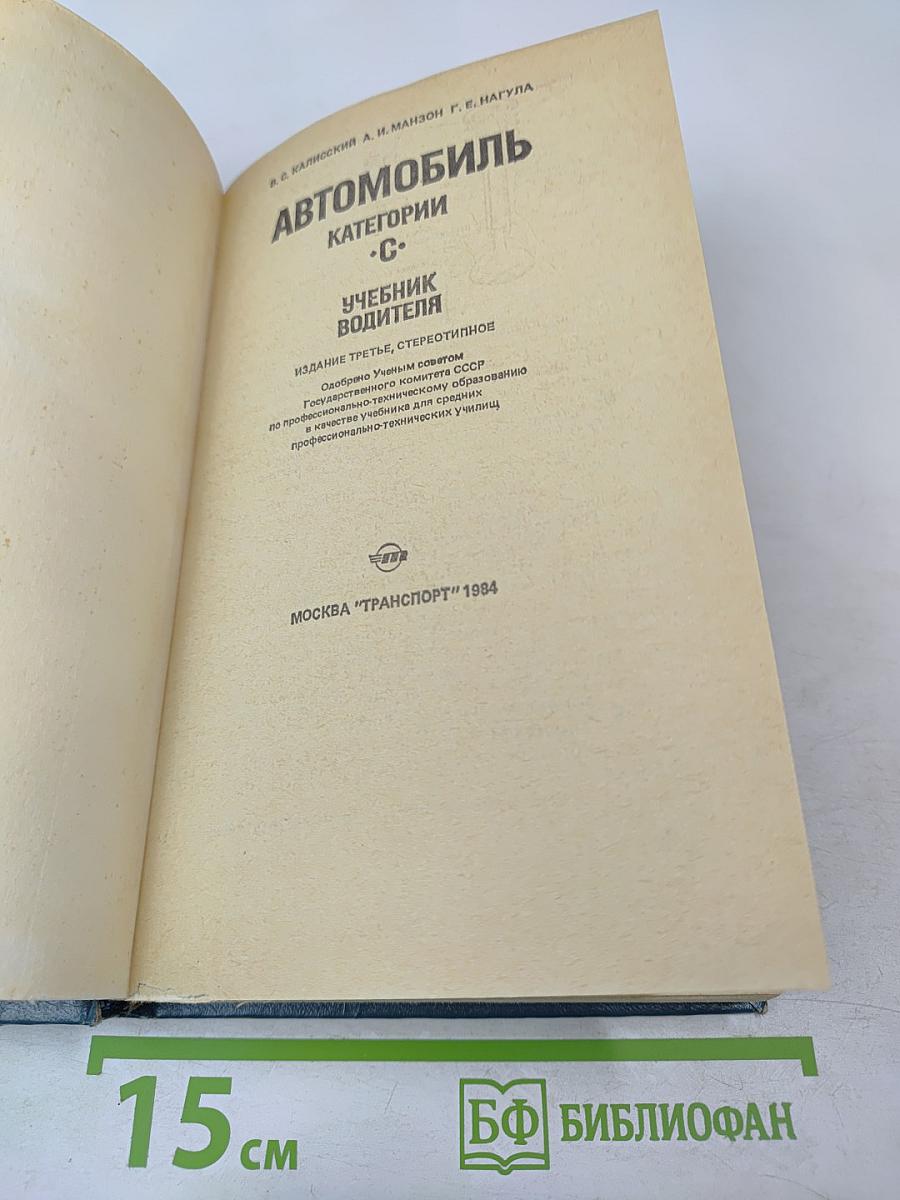 В. С. КАЛИССКИЙ А. И. МАНЗОН Г. Е. НАГУЛА
АВТОМОБИЛЬ
КАТЕГОРИИ
·С·
УЧЕБНИК
ВОДИТЕЛЯ
ИЗДАНИЕ ТРЕТЬЕ, СТЕРЕОТИПНОЕ
Одобрено Ученым советом
Государственного комитета СССР
по профессионально-техническому образованию
в качестве учебника для средних
профессионально-технических училищ
МОСКВА "ТРАНСПОРТ" 1984
15 см
БФ БИБЛИОФАН